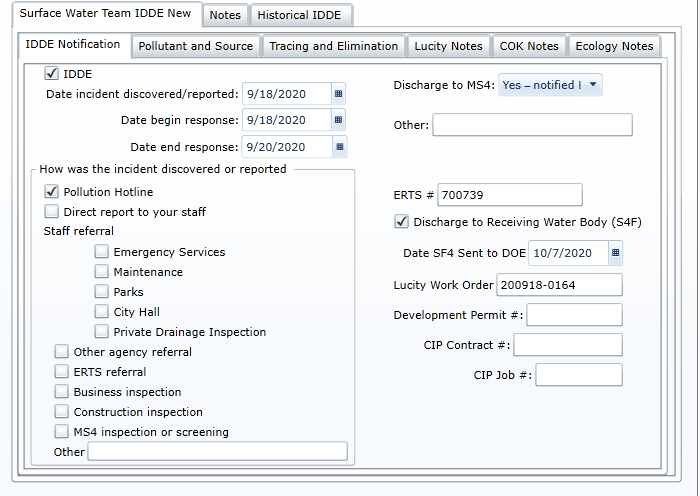 Surface Water Team IDDE New Notes Historical IDDE
IDDE Notification Pollutant and Source Tracing and Elimination Lucity Notes COK Notes Ecology Notes
IDDE
Date incident discovered/reported: 9/18/2020
Date begin response: 9/18/2020
Date end response: 9/20/2020
How was the incident discovered or reported
Pollution Hotline
Direct report to your staff
Staff referral
Emergency Services
Maintenance
Parks
City Hall
Private Drainage Inspection
Other agency referral
ERTS referral
Business inspection
Construction inspection
MS4 inspection or screening
Other
Discharge to MS4: Yes – notified
Other:
ERTS # 700739
Discharge to Receiving Water Body (S4F)
Date SF4 Sent to DOE 10/7/2020
Lucity Work Order 200918-0164
Development Permit #:
CIP Contract #:
CIP Job #: